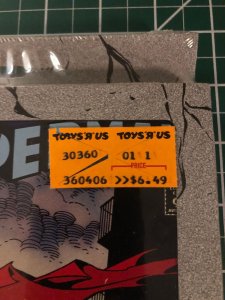 TOYS"R"US TOYS"R"US
30360 01 1
PRICE
360406 >>$6.49